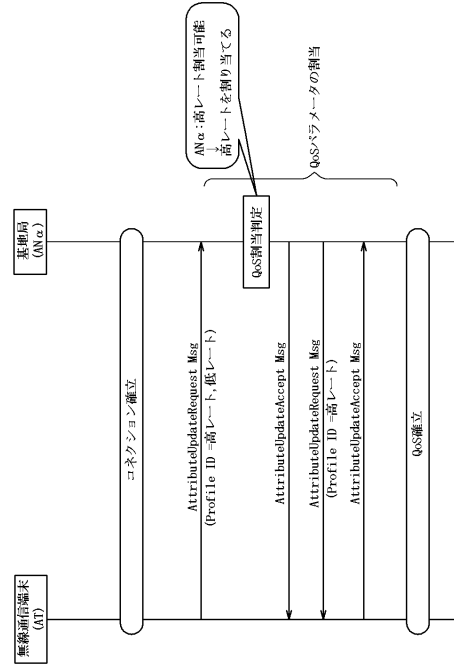 無線通信端末
(AT)
基地局
(ANα)
コネクション確立
AttributeUpdateRequest Msg
(Profile ID =高レート,低レート)
QoS割当判定
ANα:高レート割当可能
→
高レートを割り当てる
AttributeUpdateAccept Msg
AttributeUpdateRequest Msg
(Profile ID =高レート)
AttributeUpdateAccept Msg
QoSパラメータの割当
QoS確立